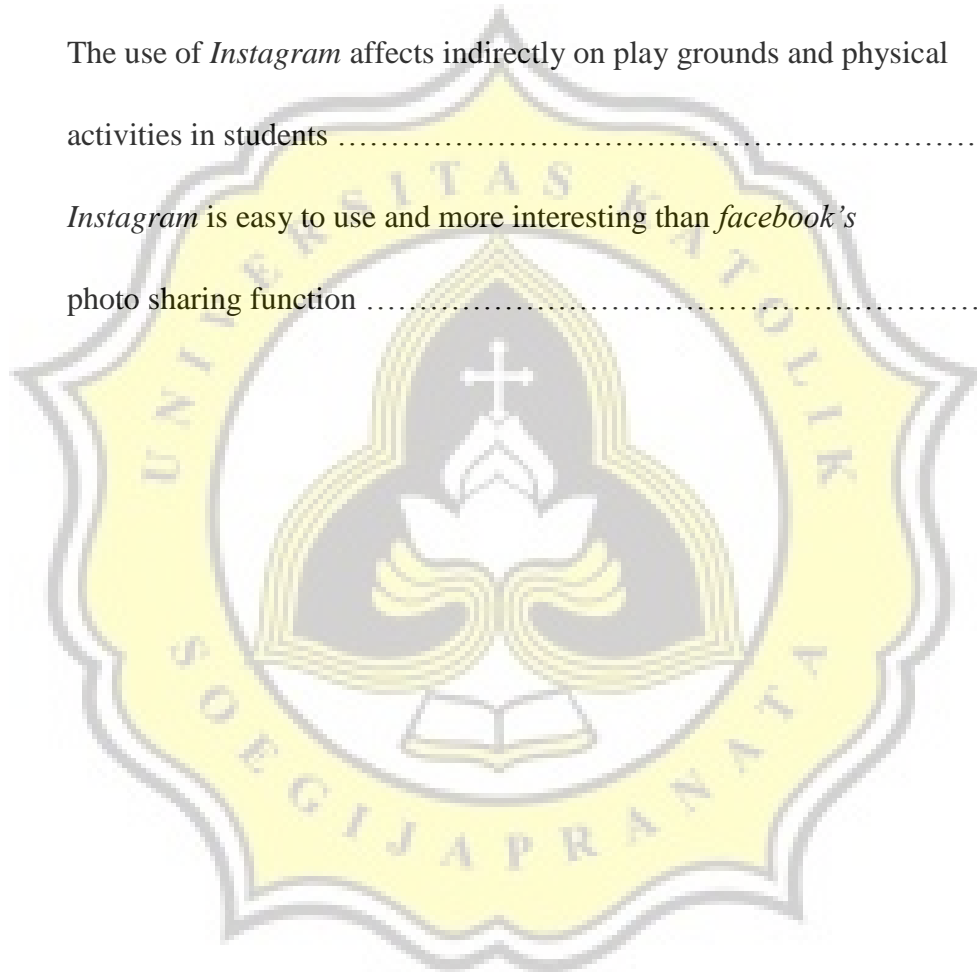 The use of Instagram affects indirectly on play grounds and physical
activities in students ……………………………………………………
Instagram is easy to use and more interesting than facebook's
photo sharing function …………………………………………………
UNIVERSITAS KATOLIK
SOEGIJAPRANATA